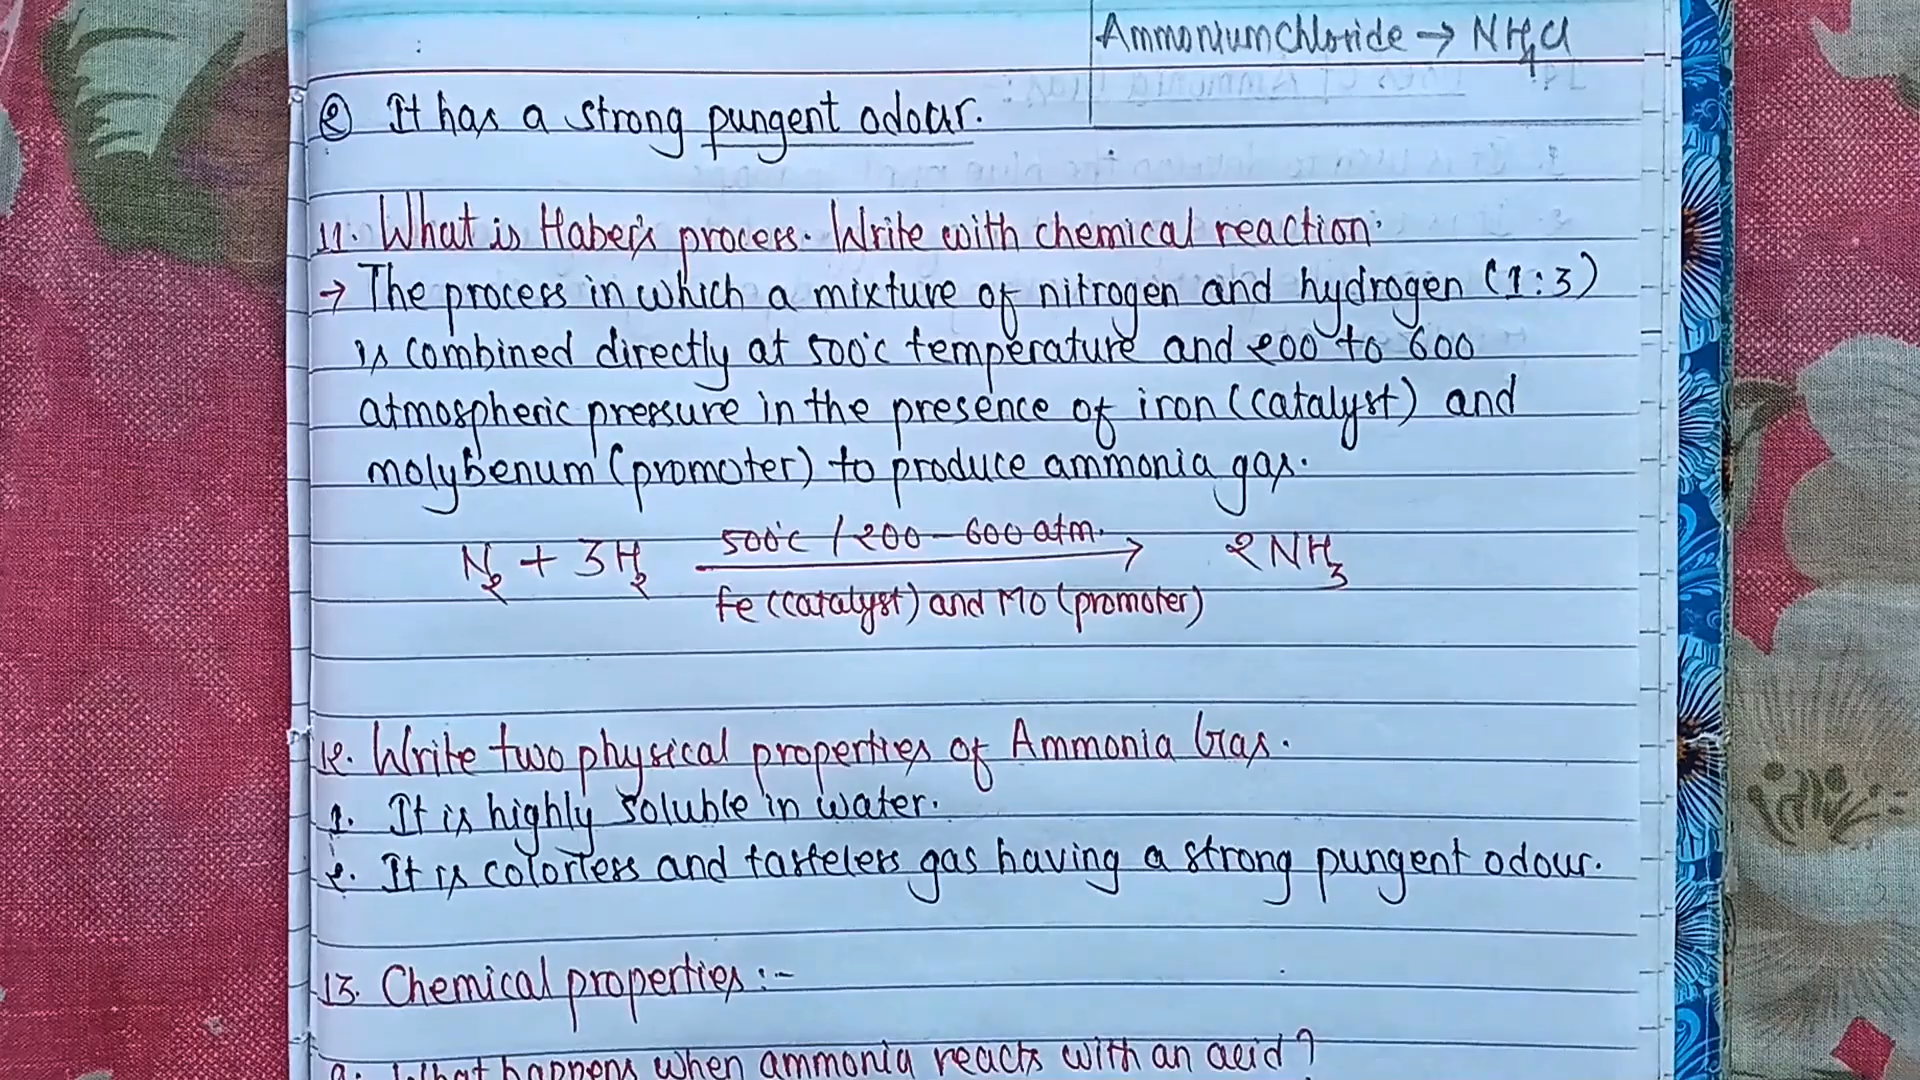 Ammonium Chloride → NH₄Cl
② It has a strong pungent odour.
11. What is Haber's process. Write with chemical reaction.
→ The process in which a mixture of nitrogen and hydrogen (1:3)
is combined directly at 500°c temperature and 200 to 600
atmospheric pressure in the presence of iron (catalyst) and
molybenum (promoter) to produce ammonia gas.
N₂ + 3H₂ 500°c / 200-600 atm. → 2NH₃
Fe (catalyst) and Mo (promoter)
12. Write two physical properties of Ammonia Gas.
1. It is highly soluble in water.
2. It is colorless and tasteless gas having a strong pungent odour.
13. Chemical properties :-
a. What happens when ammonia reacts with an acid?